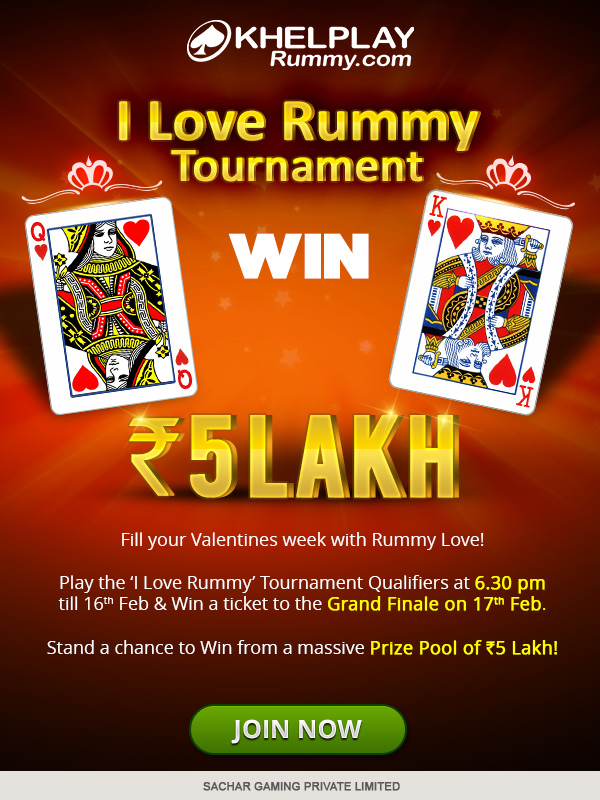 KHELPLAY
Rummy.com
I Love Rummy
Tournament
Q
K
WIN
Q
K
₹5 LAKH
Fill your Valentines week with Rummy Love!
Play the ‘I Love Rummy’ Tournament Qualifiers at 6.30 pm
till 16th Feb & Win a ticket to the Grand Finale on 17th Feb.
Stand a chance to Win from a massive Prize Pool of ₹5 Lakh!
JOIN NOW
SACHAR GAMING PRIVATE LIMITED